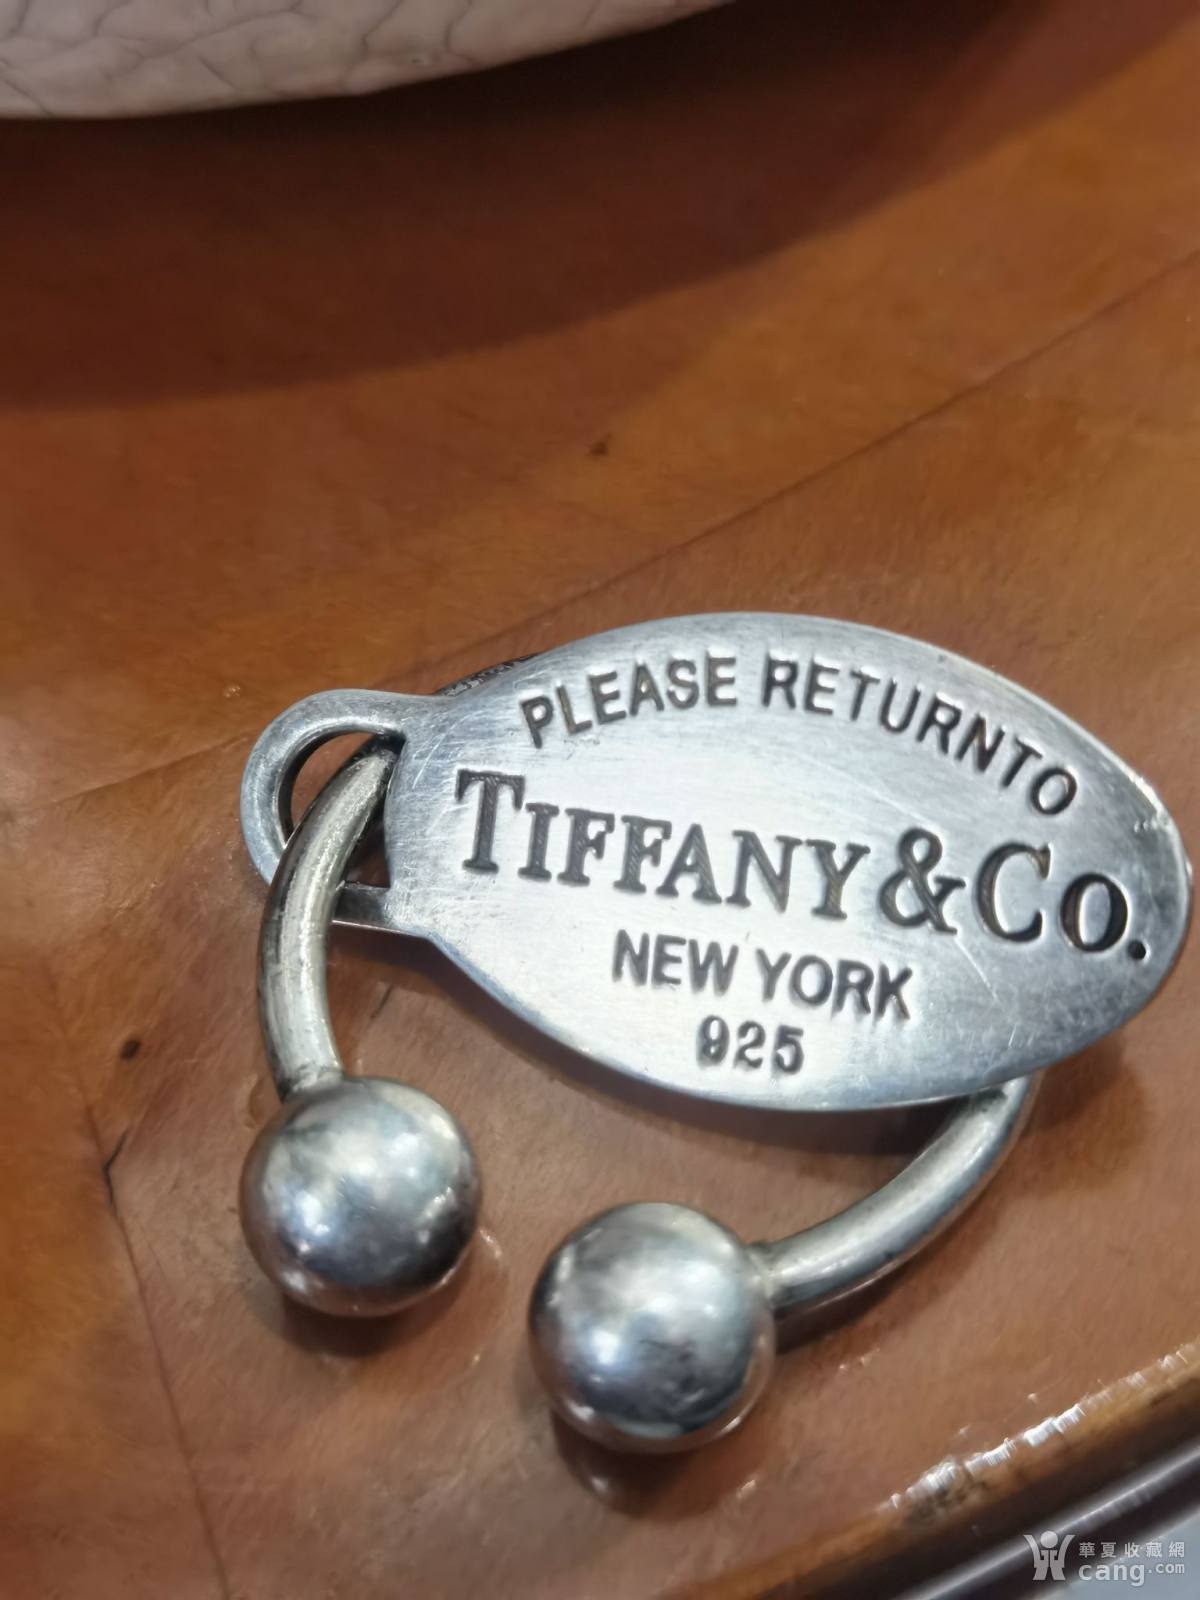 PLEASE RETURNTO
TIFFANY & CO.
NEW YORK
925
華夏收藏網
cang.com